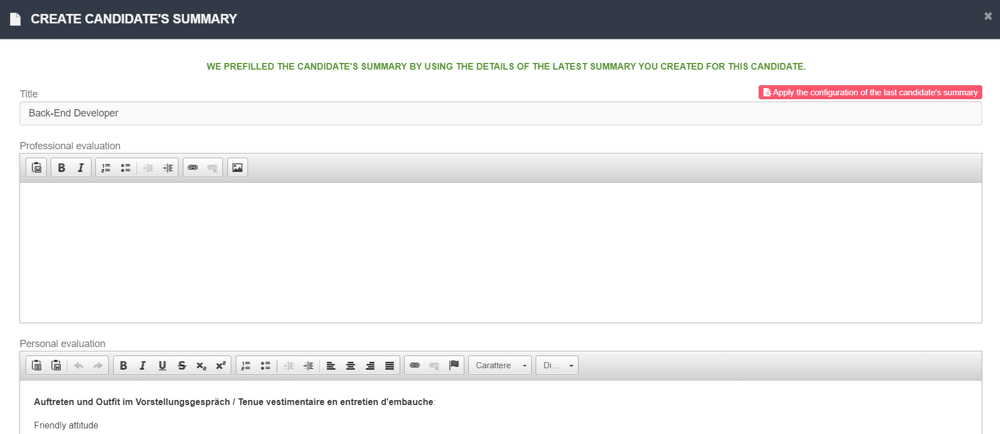 CREATE CANDIDATE'S SUMMARY
WE PREFILLED THE CANDIDATE'S SUMMARY BY USING THE DETAILS OF THE LATEST SUMMARY YOU CREATED FOR THIS CANDIDATE.
Title
Apply the configuration of the last candidate's summary
Back-End Developer
Professional evaluation
Personal evaluation
Carattere
Di...
Auftreten und Outfit im Vorstellungsgespräch / Tenue vestimentaire en entretien d'embauche:
Friendly attitude